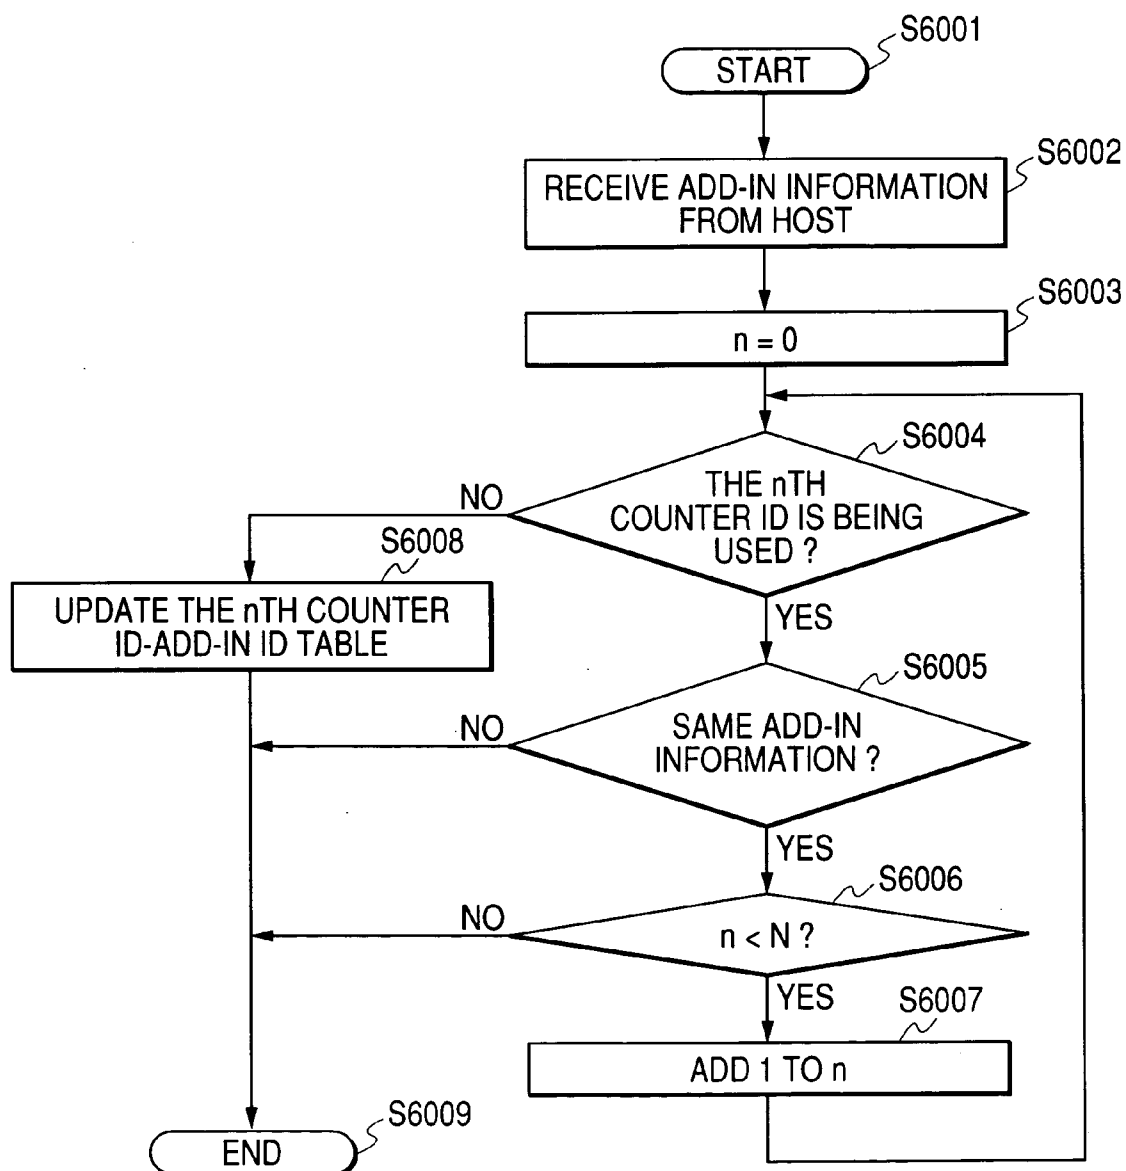 S6001
START
S6002
RECEIVE ADD-IN INFORMATION
FROM HOST
S6003
n = 0
S6004
THE nTH
COUNTER ID IS BEING
USED ?
NO
YES
S6008
UPDATE THE nTH COUNTER
ID-ADD-IN ID TABLE
S6005
SAME ADD-IN
INFORMATION ?
NO
YES
S6006
n < N ?
NO
YES
S6007
ADD 1 TO n
S6009
END